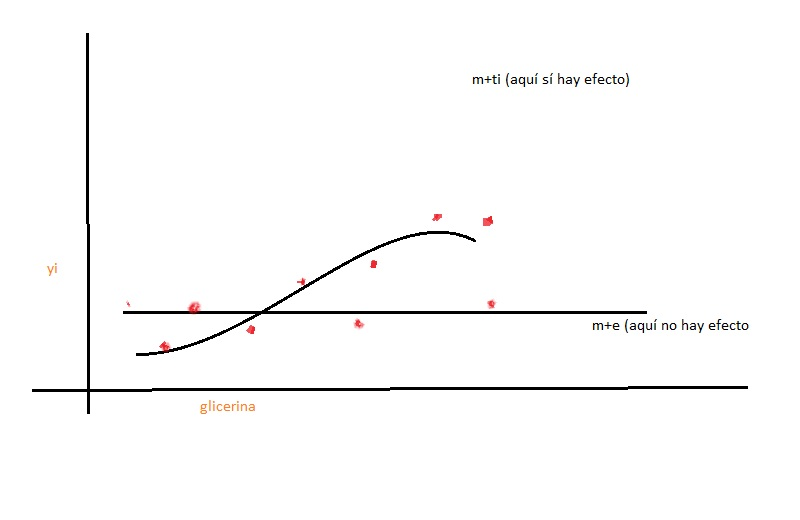 m+ti (aquí sí hay efecto)
yi
m+e (aquí no hay efecto
glicerina